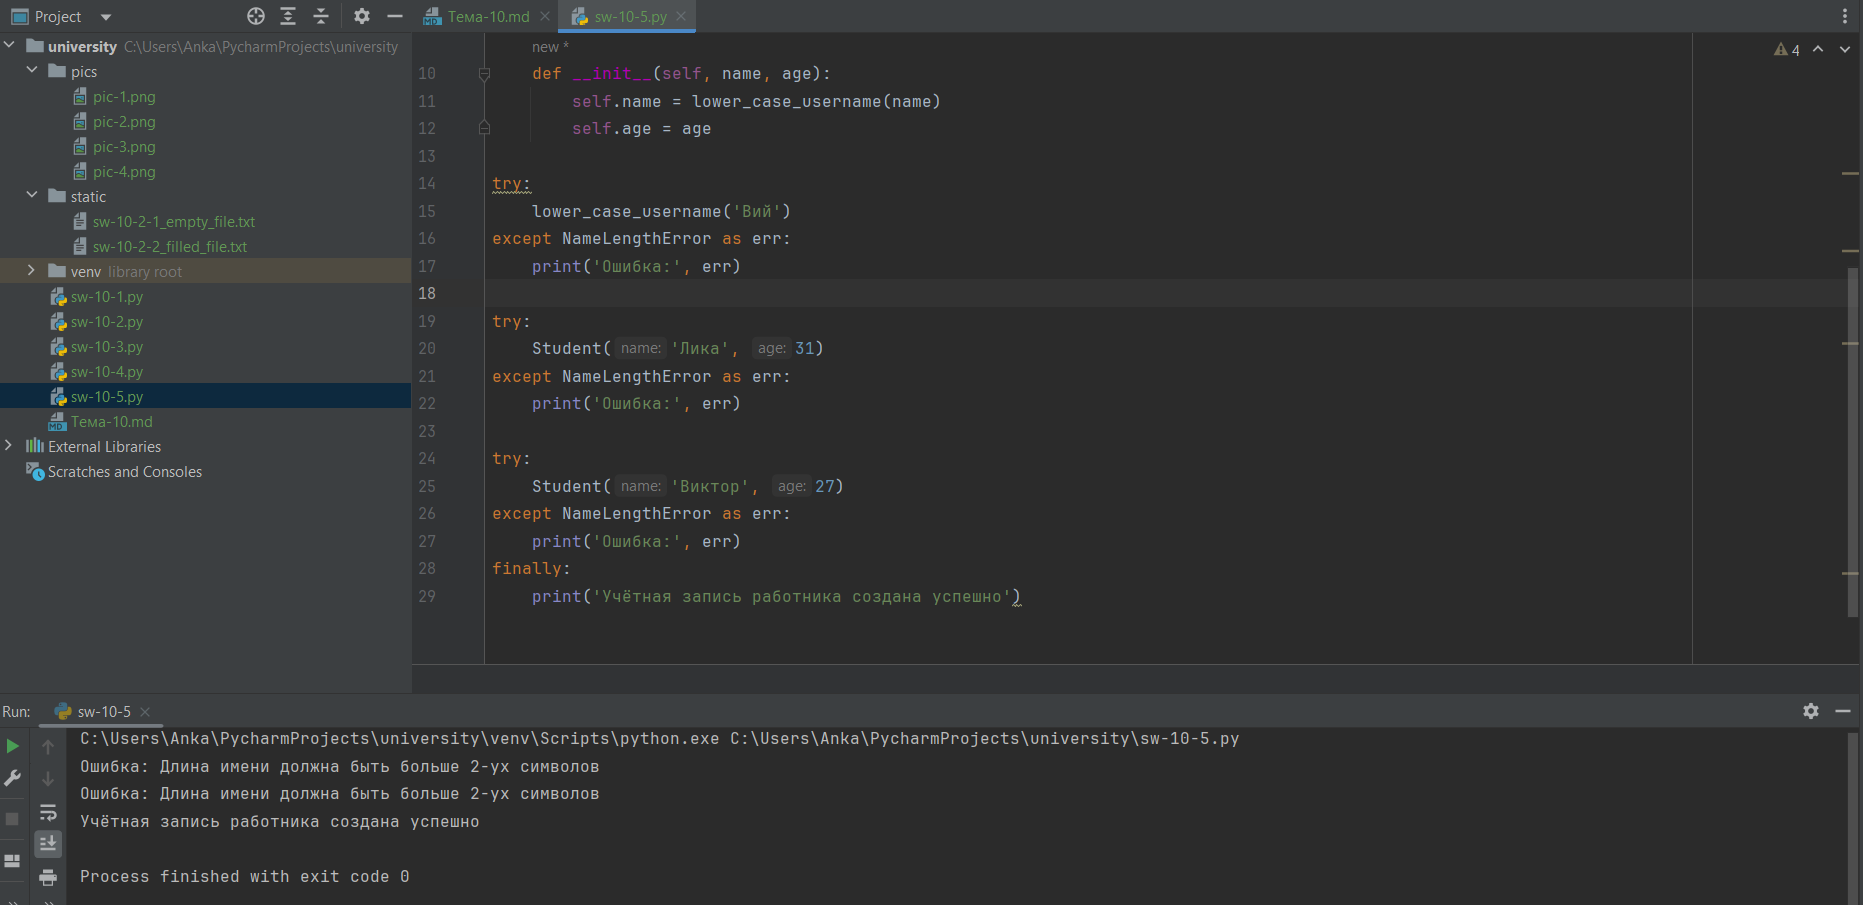 Project
Тема-10.md
sw-10-5.py
university C:\Users\Anka\PycharmProjects\university
pics
pic-1.png
pic-2.png
pic-3.png
pic-4.png
static
sw-10-2-1_empty_file.txt
sw-10-2-2_filled_file.txt
venv library root
sw-10-1.py
sw-10-2.py
sw-10-3.py
sw-10-4.py
sw-10-5.py
Тема-10.md
External Libraries
Scratches and Consoles
new *
4
10 def __init__(self, name, age):
11 self.name = lower_case_username(name)
12 self.age = age
13
14 try:
15 lower_case_username('Вий')
16 except NameLengthError as err:
17 print('Ошибка:', err)
18
19 try:
20 Student( name: 'Лика', age: 31)
21 except NameLengthError as err:
22 print('Ошибка:', err)
23
24 try:
25 Student( name: 'Виктор', age: 27)
26 except NameLengthError as err:
27 print('Ошибка:', err)
28 finally:
29 print('Учётная запись работника создана успешно')
Run: sw-10-5
C:\Users\Anka\PycharmProjects\university\venv\Scripts\python.exe C:\Users\Anka\PycharmProjects\university\sw-10-5.py
Ошибка: Длина имени должна быть больше 2-ух символов
Ошибка: Длина имени должна быть больше 2-ух символов
Учётная запись работника создана успешно
Process finished with exit code 0